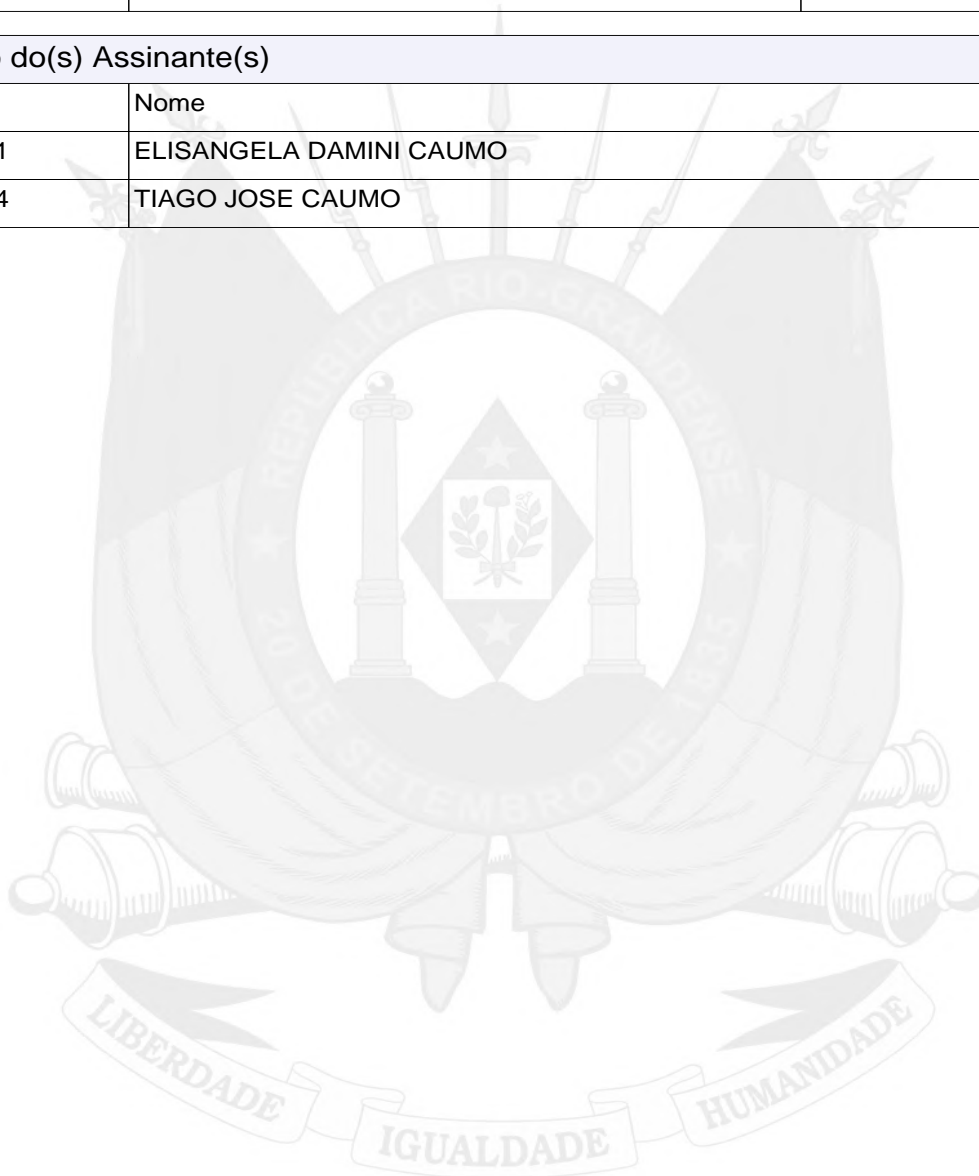 do(s) Assinante(s)
Nome
1 ELISANGELA DAMINI CAUMO
4 TIAGO JOSE CAUMO
REPUBLICA RIO-GRANDENSE
20 DE SETEMBRO DE 1835
LIBERDADE
IGUALDADE
HUMANIDADE